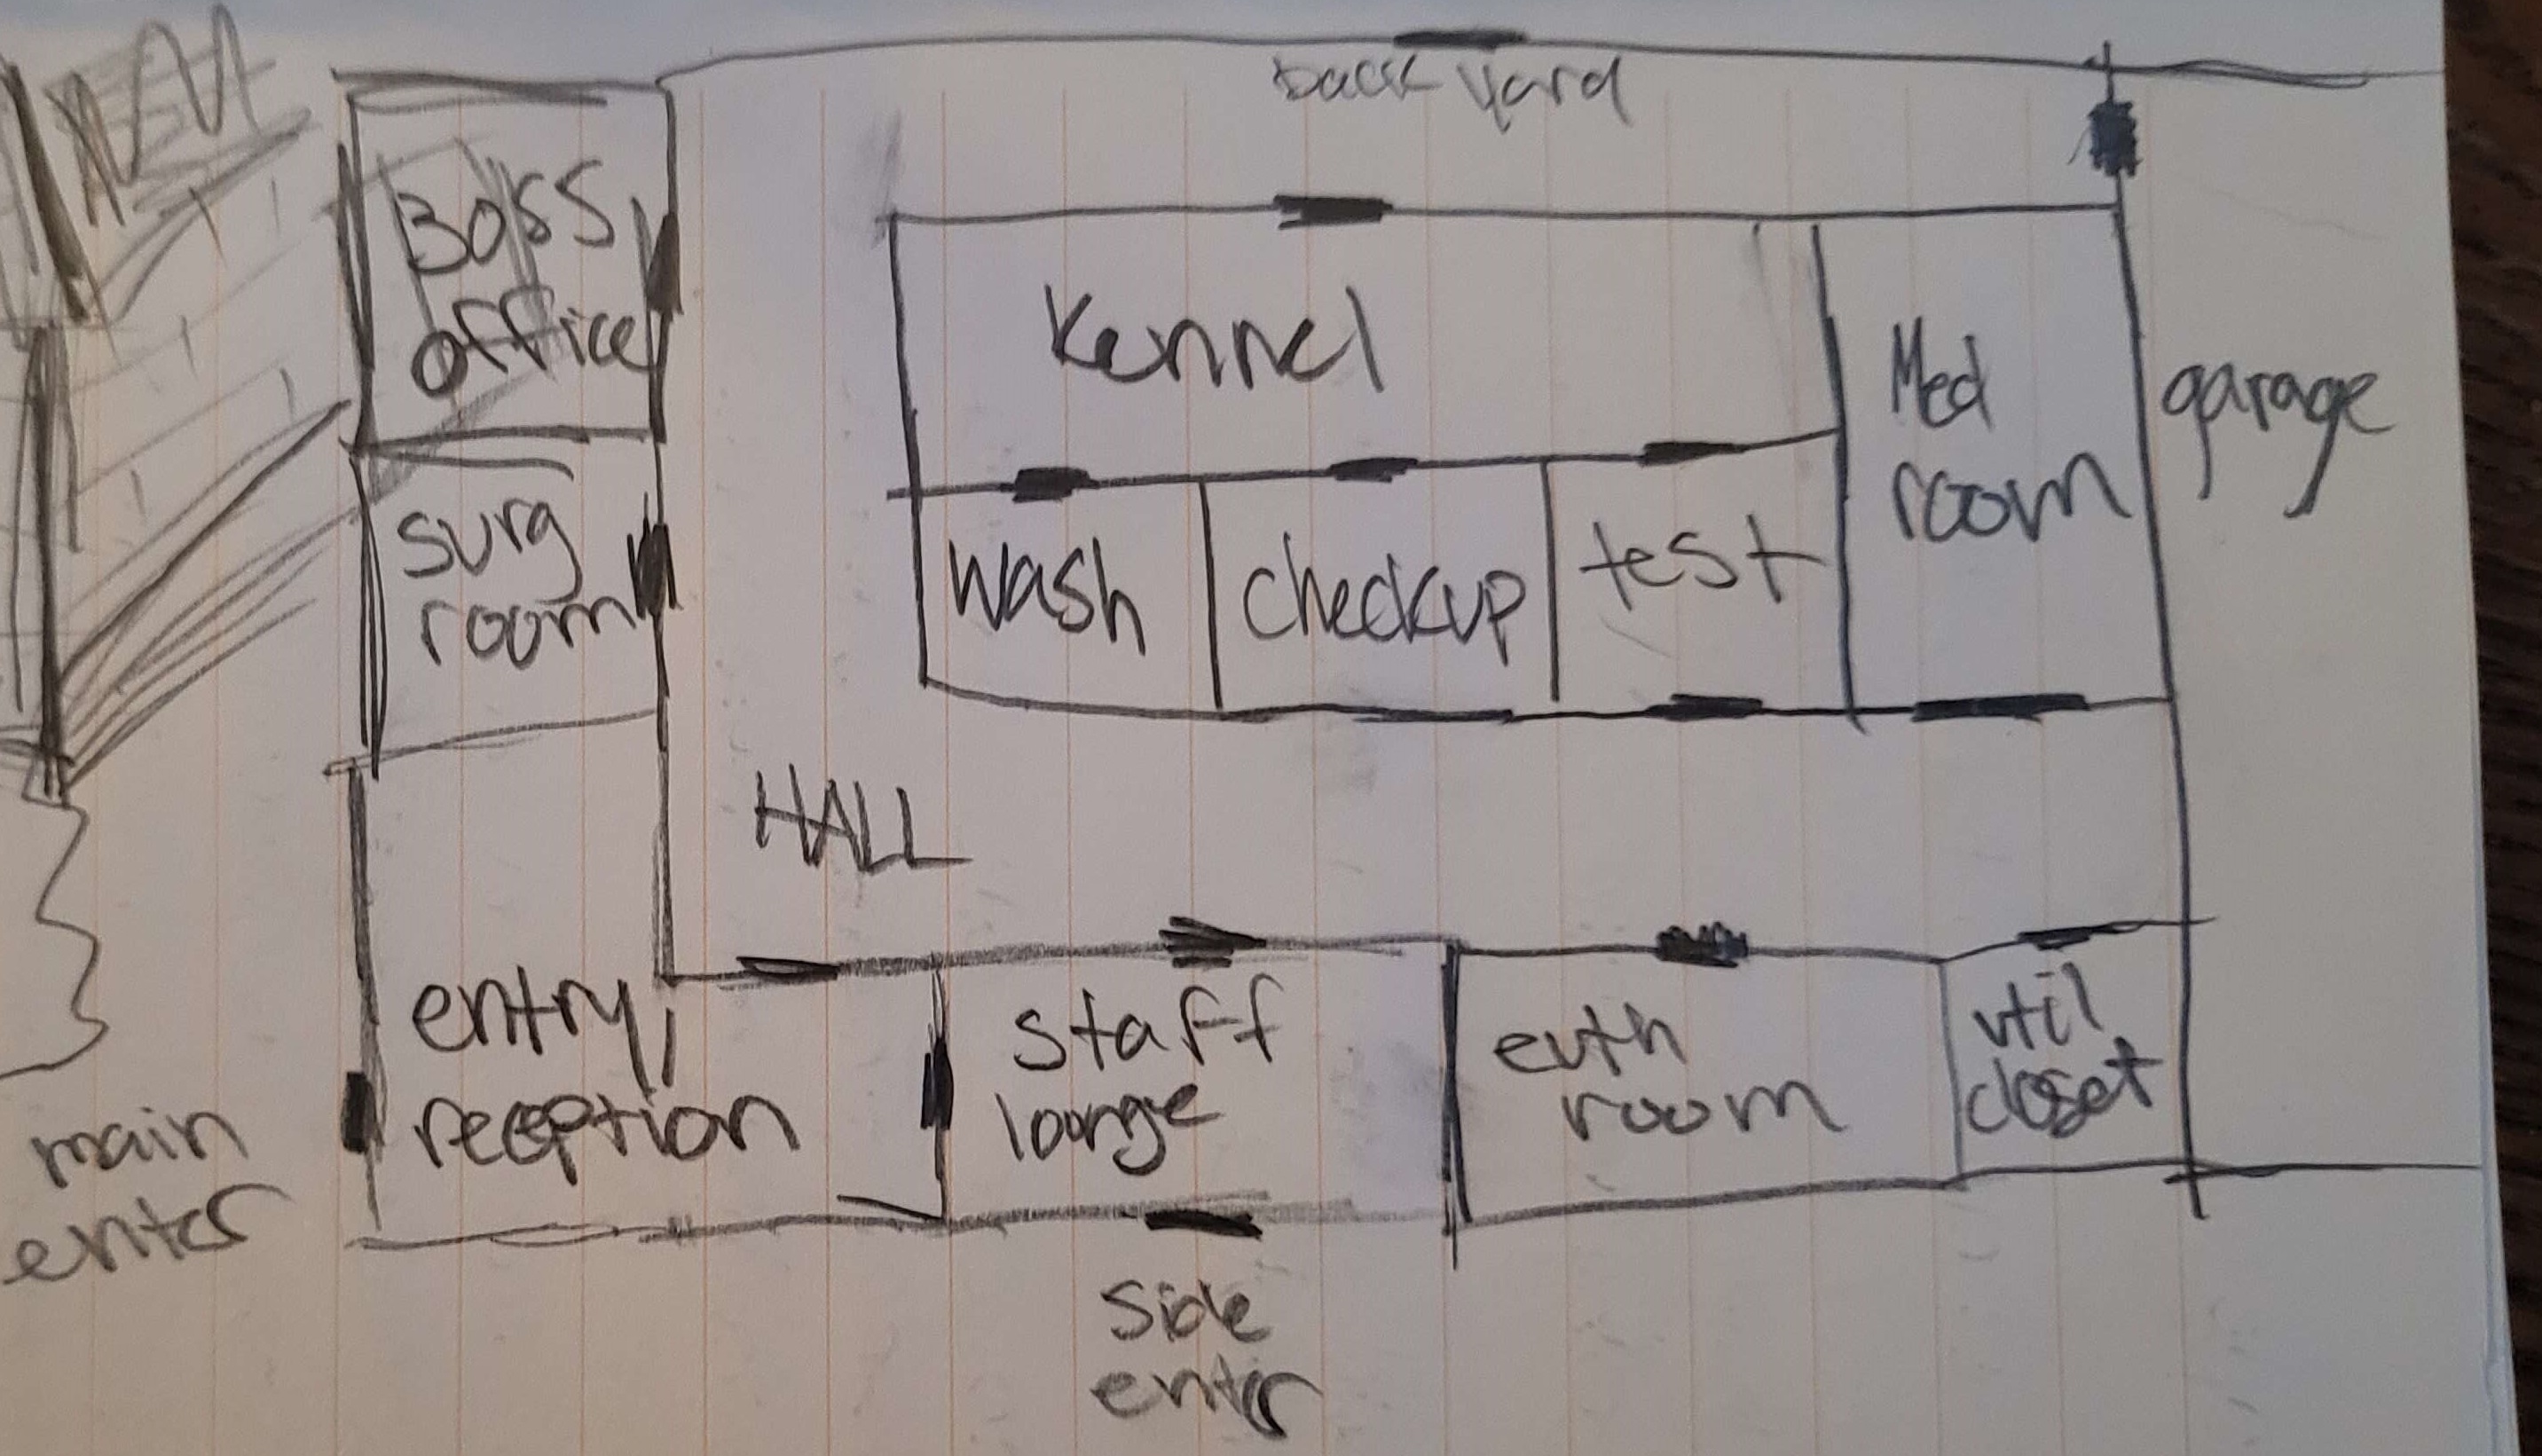 back yard
Boss
office
Kennel
Med
room
garage
surg
room
wash
checkup
test
HALL
entry,
reception
staff
lounge
euth
room
util
closet
main
enter
side
enter